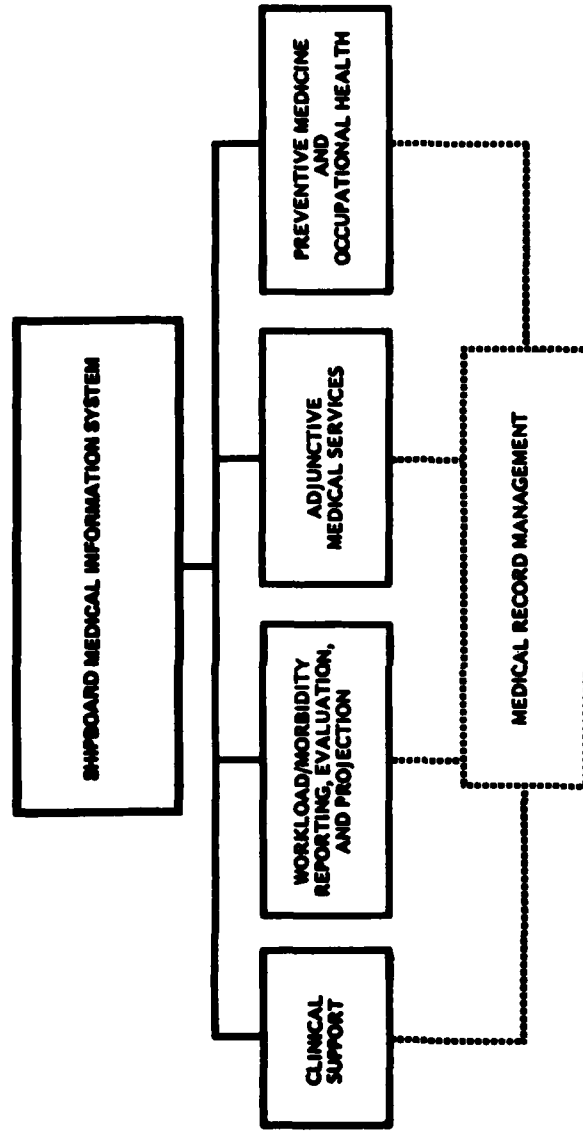 SHIPBOARD MEDICAL INFORMATION SYSTEM
CLINICAL
SUPPORT
WORKLOAD/MORBIDITY
REPORTING, EVALUATION,
AND PROJECTION
ADJUNCTIVE
MEDICAL SERVICES
PREVENTIVE MEDICINE
AND
OCCUPATIONAL HEALTH
MEDICAL RECORD MANAGEMENT